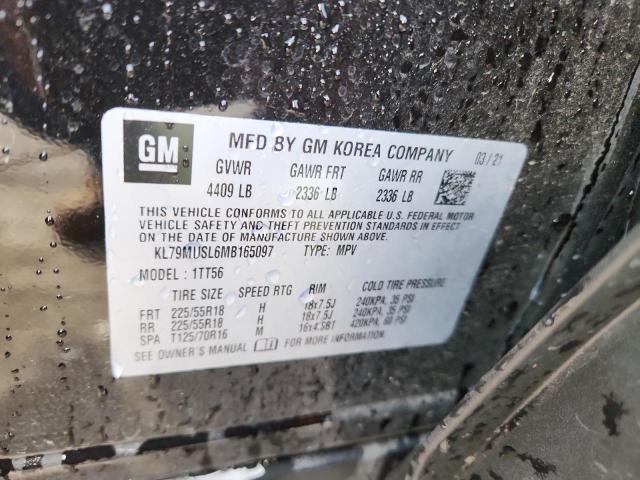 GM
MFD BY GM KOREA COMPANY 03/21
GVWR GAWR FRT GAWR RR
4409 LB 2336 LB 2336 LB
THIS VEHICLE CONFORMS TO ALL APPLICABLE U.S. FEDERAL MOTOR
VEHICLE SAFETY AND THEFT PREVENTION STANDARDS IN EFFECT
ON THE DATE OF MANUFACTURE SHOWN ABOVE.
KL79MUSL6MB165097 TYPE: MPV
MODEL: 1TT56
TIRE SIZE SPEED RTG RIM COLD TIRE PRESSURE
FRT 225/55R18 H 18x7.5J 240KPA, 35 PSI
RR 225/55R18 H 18x7.5J 240KPA, 35 PSI
SPA T125/70R16 M 16x4.5BT 420KPA, 60 PSI
SEE OWNER'S MANUAL FOR MORE INFORMATION.